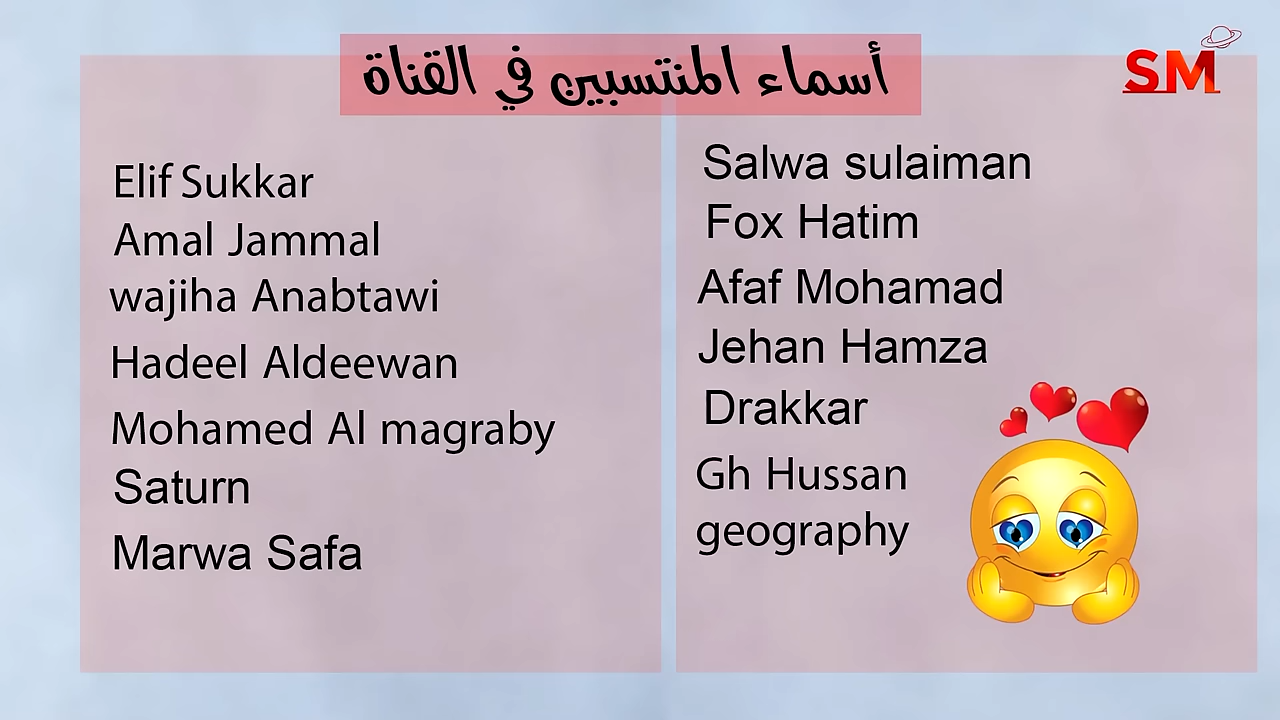 أسماء المنتسبين في القناة
SM
Elif Sukkar
Amal Jammal
wajiha Anabtawi
Hadeel Aldeewan
Mohamed Al magraby
Saturn
Marwa Safa
Salwa sulaiman
Fox Hatim
Afaf Mohamad
Jehan Hamza
Drakkar
Gh Hussan
geography